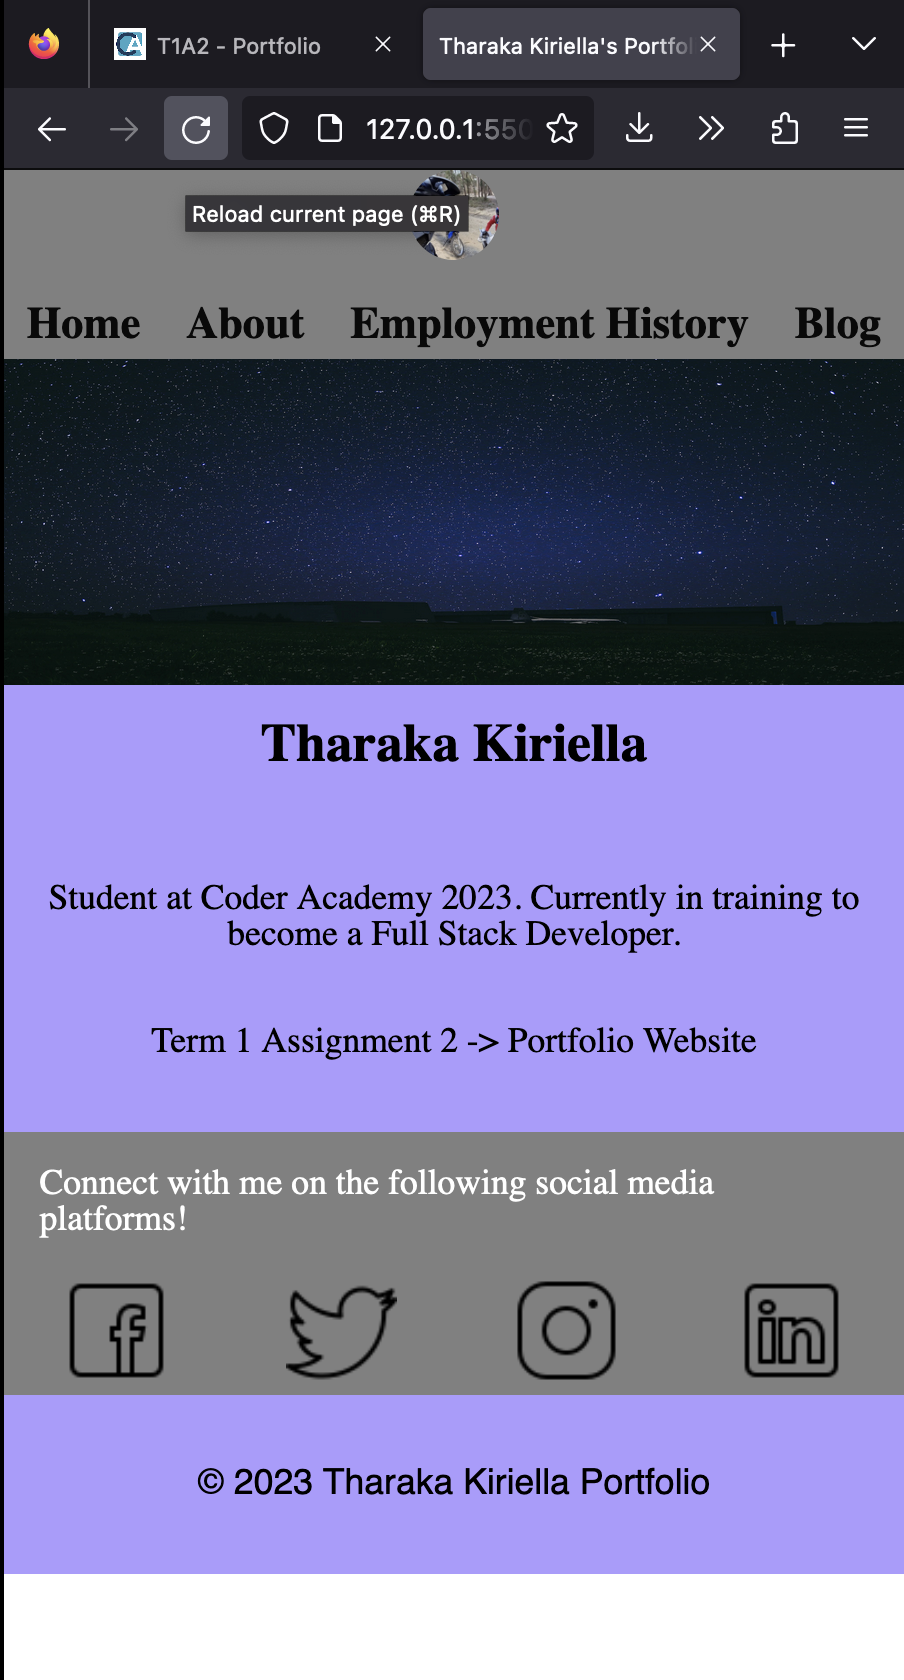 T1A2 - Portfolio
Tharaka Kiriella's Portfol
127.0.0.1:550
Reload current page (⌘R)
Home About Employment History Blog
Tharaka Kiriella
Student at Coder Academy 2023. Currently in training to
become a Full Stack Developer.
Term 1 Assignment 2 -> Portfolio Website
Connect with me on the following social media
platforms!
© 2023 Tharaka Kiriella Portfolio